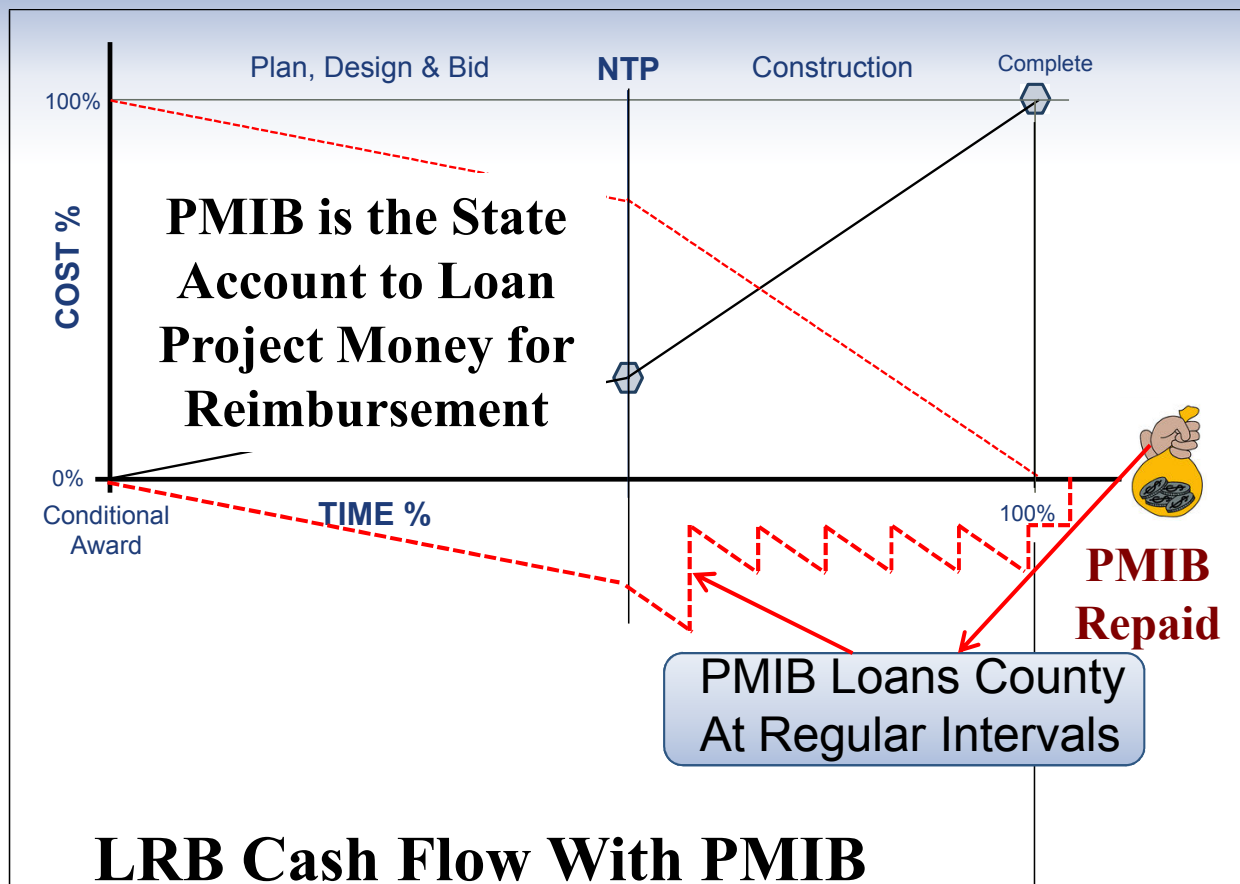 Plan, Design & Bid
NTP
Construction
Complete
100%
COST %
PMIB is the State
Account to Loan
Project Money for
Reimbursement
0%
Conditional
Award
TIME %
100%
PMIB
Repaid
PMIB Loans County
At Regular Intervals
LRB Cash Flow With PMIB